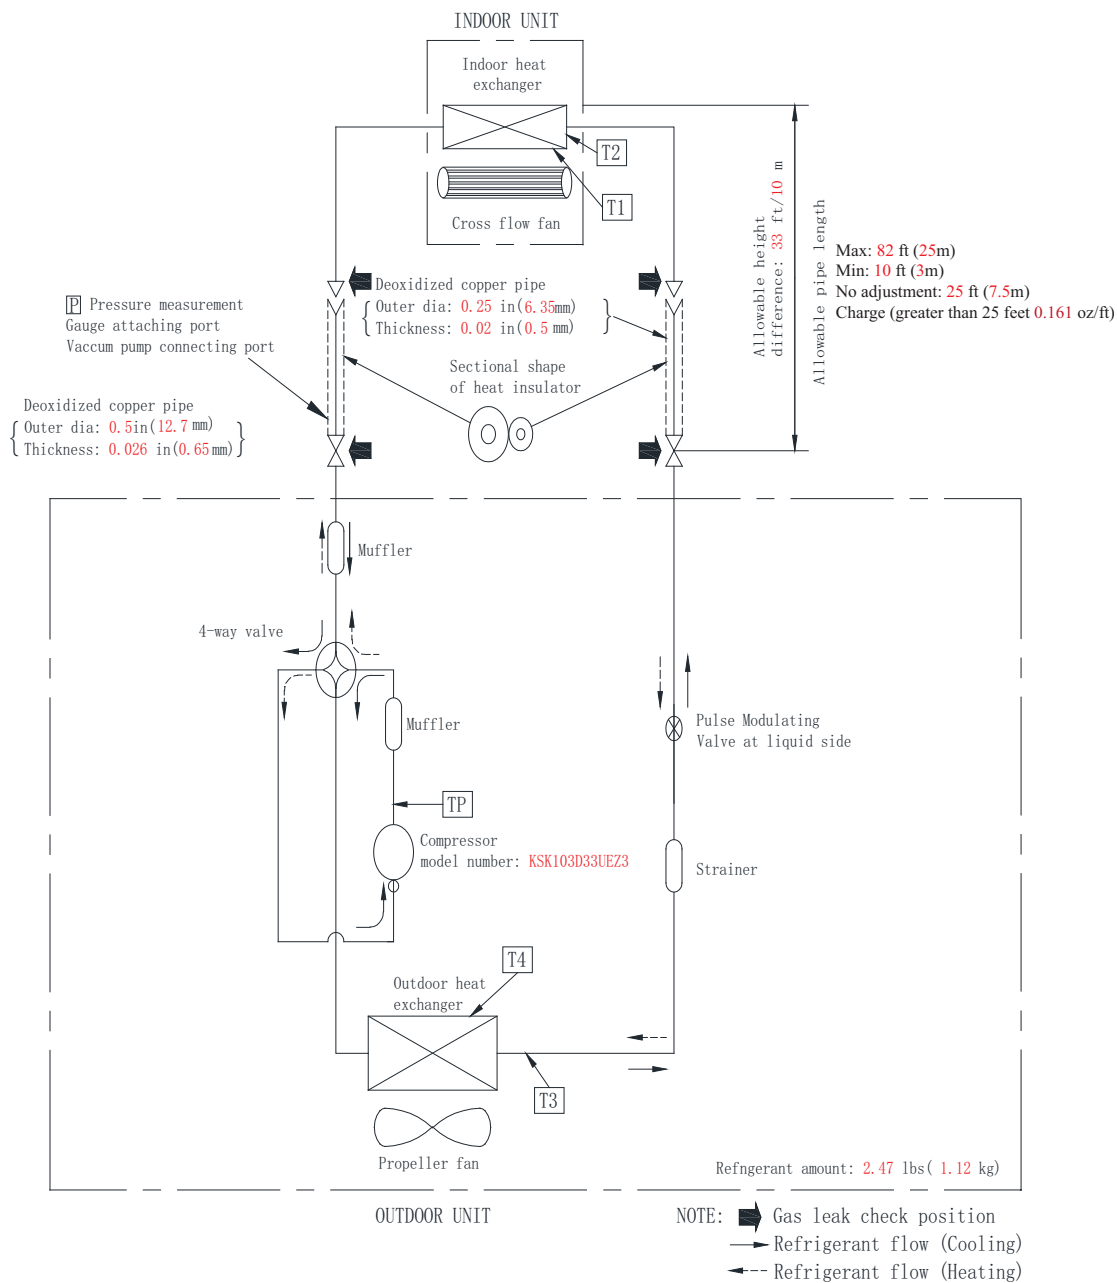 INDOOR UNIT
Indoor heat
exchanger
T2
T1
Cross flow fan
Allowable height
difference: 33 ft/10 m
Allowable pipe length
Max: 82 ft (25m)
Min: 10 ft (3m)
No adjustment: 25 ft (7.5m)
Charge (greater than 25 feet 0.161 oz/ft)
Deoxidized copper pipe
Outer dia: 0.25 in(6.35mm)
Thickness: 0.02 in(0.5 mm)
P Pressure measurement
Gauge attaching port
Vaccum pump connecting port
Sectional shape
of heat insulator
Deoxidized copper pipe
Outer dia: 0.5in(12.7 mm)
Thickness: 0.026 in(0.65 mm)
Muffler
4-way valve
Muffler
Pulse Modulating
Valve at liquid side
TP
Compressor
model number: KSK103D33UEZ3
Strainer
T4
Outdoor heat
exchanger
T3
Propeller fan
Refngerant amount: 2.47 lbs( 1.12 kg)
OUTDOOR UNIT
NOTE: Gas leak check position
Refrigerant flow (Cooling)
Refrigerant flow (Heating)